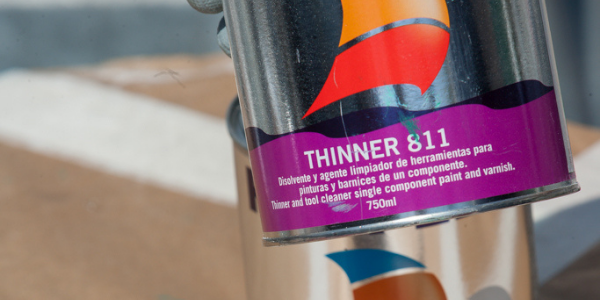 THINNER 811
Disolvente y agente limpiador de herramientas para
pinturas y barnices de un componente.
Thinner and tool cleaner single component paint and varnish.
750ml